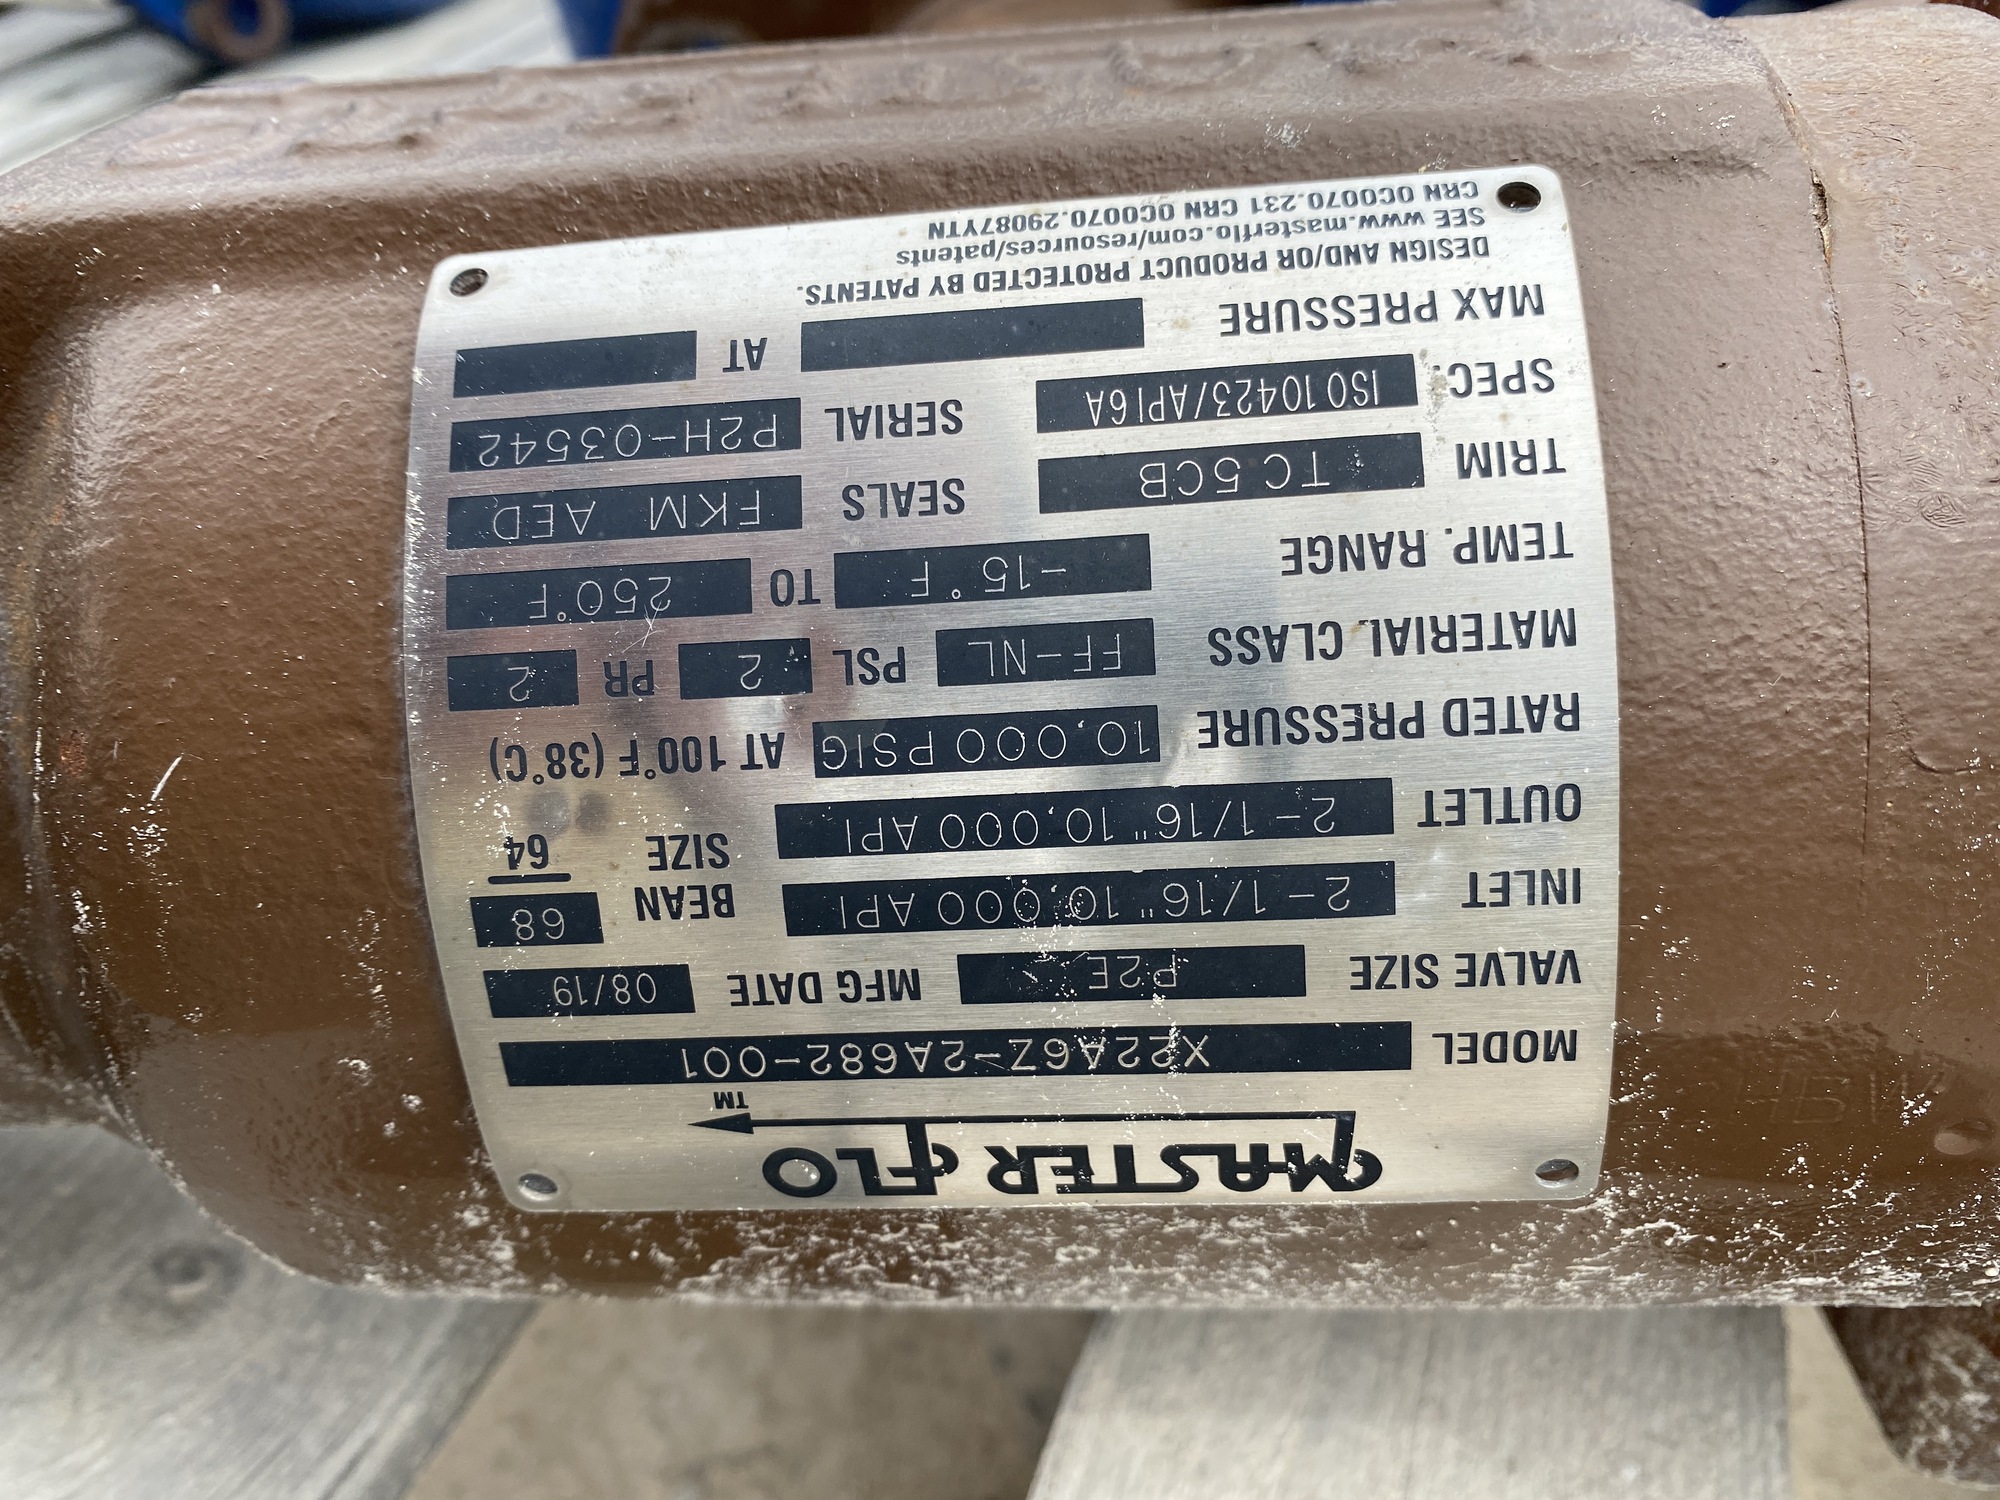 MASTER FLO TM
MODEL X22A6Z-2A682-001
VALVE SIZE P2E MFG DATE 08/19
INLET 2-1/16" 10,000 API BEAN SIZE 68/64
OUTLET 2-1/16" 10,000 API
RATED PRESSURE 10,000 PSIG AT 100°F (38°C)
MATERIAL CLASS FF-NL PSL 2 PR 2
TEMP. RANGE -15°F TO 250°F
TRIM TC 5CB SEALS FKM AED
SPEC. ISO10423/API6A SERIAL P2H-03542
MAX PRESSURE AT
DESIGN AND/OR PRODUCT PROTECTED BY PATENTS.
SEE www.masterflo.com/resources/patents
CRN 0C0070.231 CRN 0C0070.29087YTN